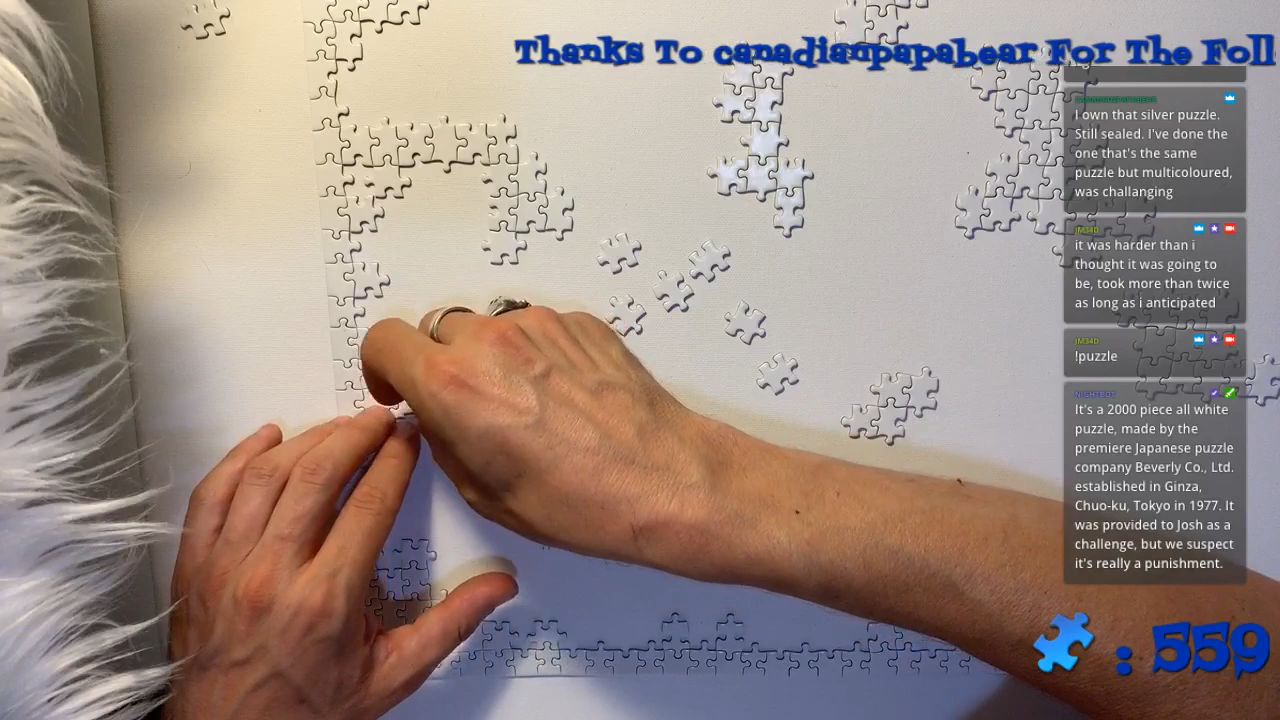 Thanks To canadianpapabear For The Foll
I own that silver puzzle.
Still sealed. I've done the
one that's the same
puzzle but multicoloured,
was challanging
JM34D
it was harder than i
thought it was going to
be, took more than twice
as long as i anticipated
JM34D
!puzzle
NIGHTBOT
It's a 2000 piece all white
puzzle, made by the
premiere Japanese puzzle
company Beverly Co., Ltd.
established in Ginza,
Chuo-ku, Tokyo in 1977. It
was provided to Josh as a
challenge, but we suspect
it's really a punishment.
: 559